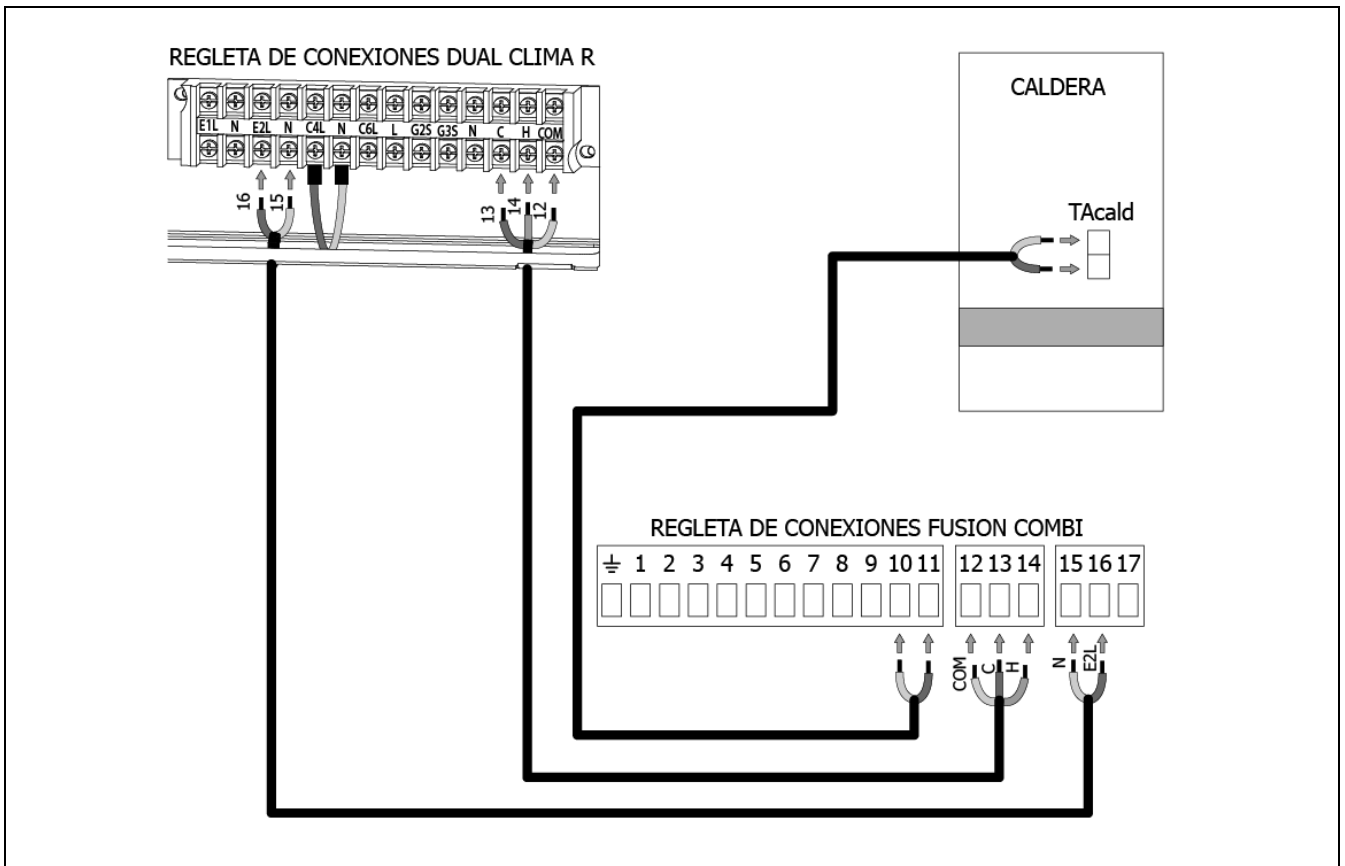 REGLETA DE CONEXIONES DUAL CLIMA R
E1L N E2L N C4L N C6L L G2S G3S N C H COM
16 15 13 14 12
CALDERA
TAcald
REGLETA DE CONEXIONES FUSION COMBI
⏚ 1 2 3 4 5 6 7 8 9 10 11 12 13 14 15 16 17
COM C H N E2L